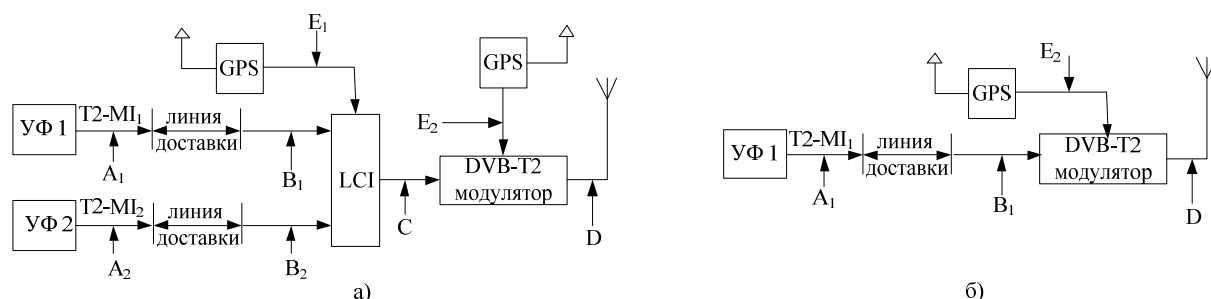 E₁
GPS
GPS
E₂
УФ 1
T2-MI₁
линия
доставки
A₁
B₁
LCI
DVB-T2
модулятор
C
D
УФ 2
T2-MI₂
линия
доставки
A₂
B₂
а)
E₂
GPS
УФ 1
T2-MI₁
линия
доставки
A₁
B₁
DVB-T2
модулятор
D
б)